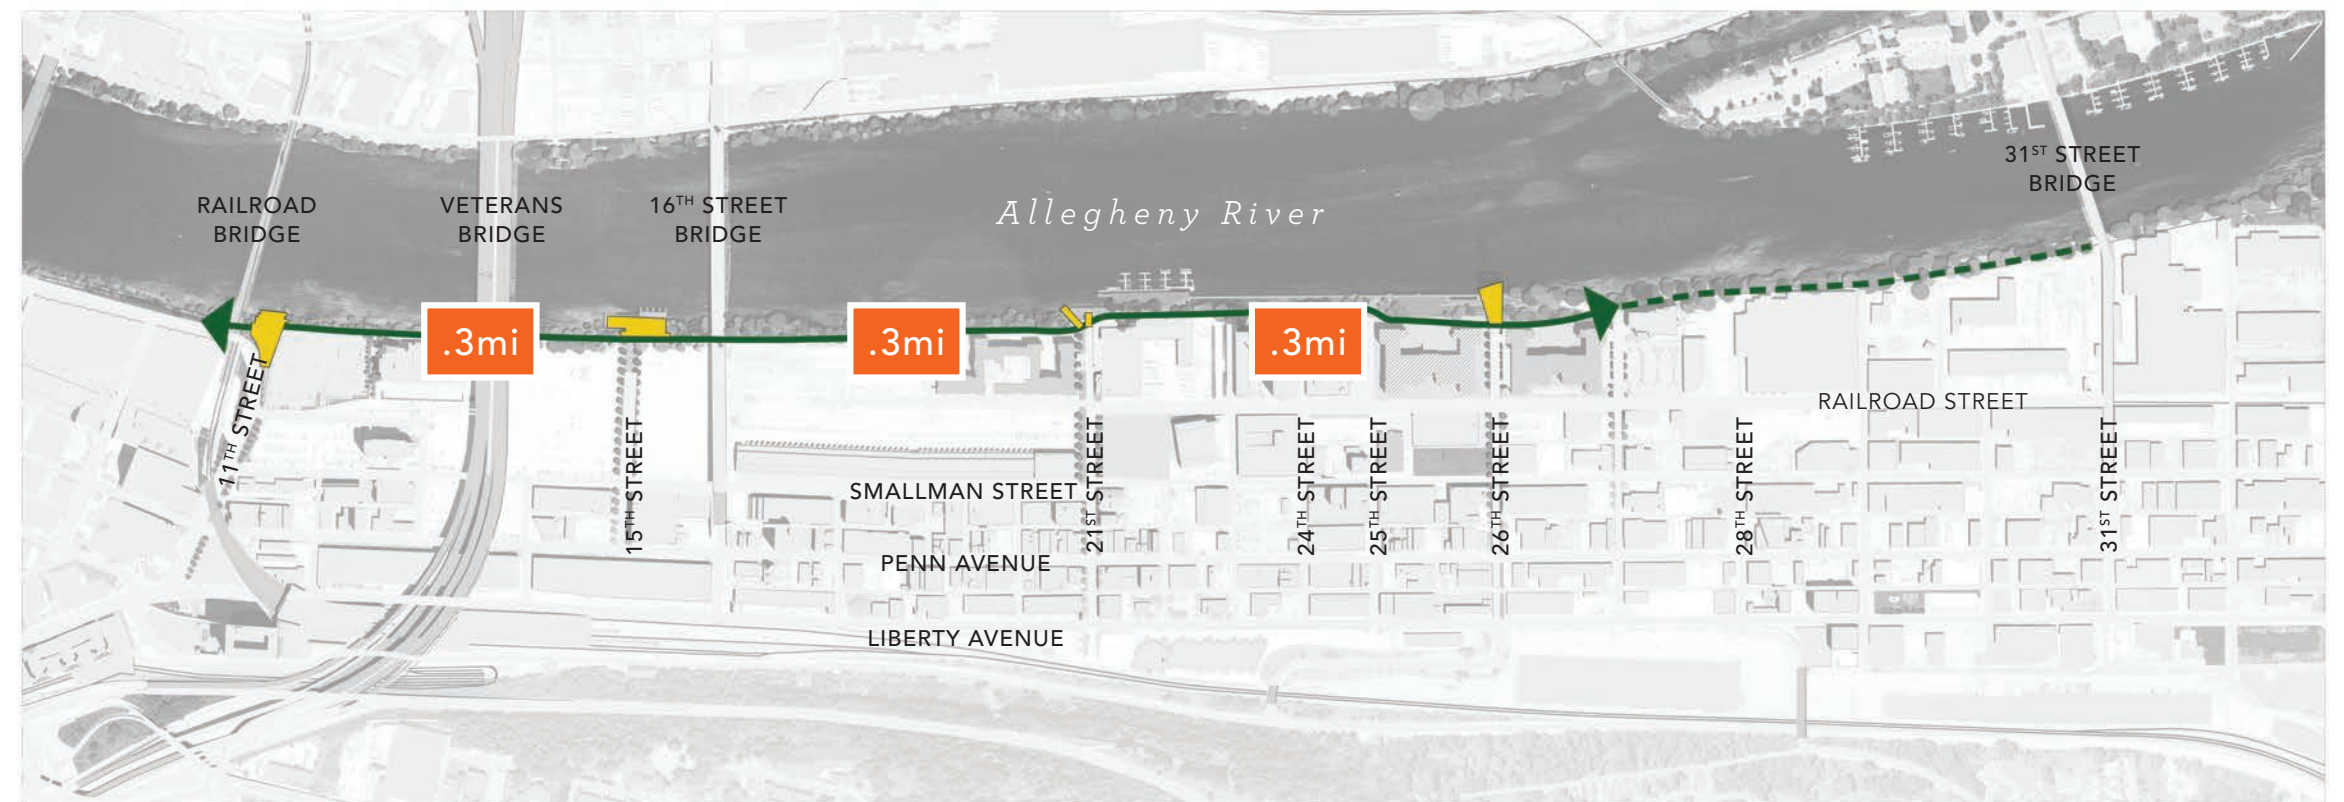 31ST STREET
BRIDGE
RAILROAD
BRIDGE
VETERANS
BRIDGE
16TH STREET
BRIDGE
Allegheny River
.3mi
.3mi
.3mi
RAILROAD STREET
11TH STREET
15TH STREET
SMALLMAN STREET
21ST STREET
24TH STREET
25TH STREET
26TH STREET
28TH STREET
31ST STREET
PENN AVENUE
LIBERTY AVENUE